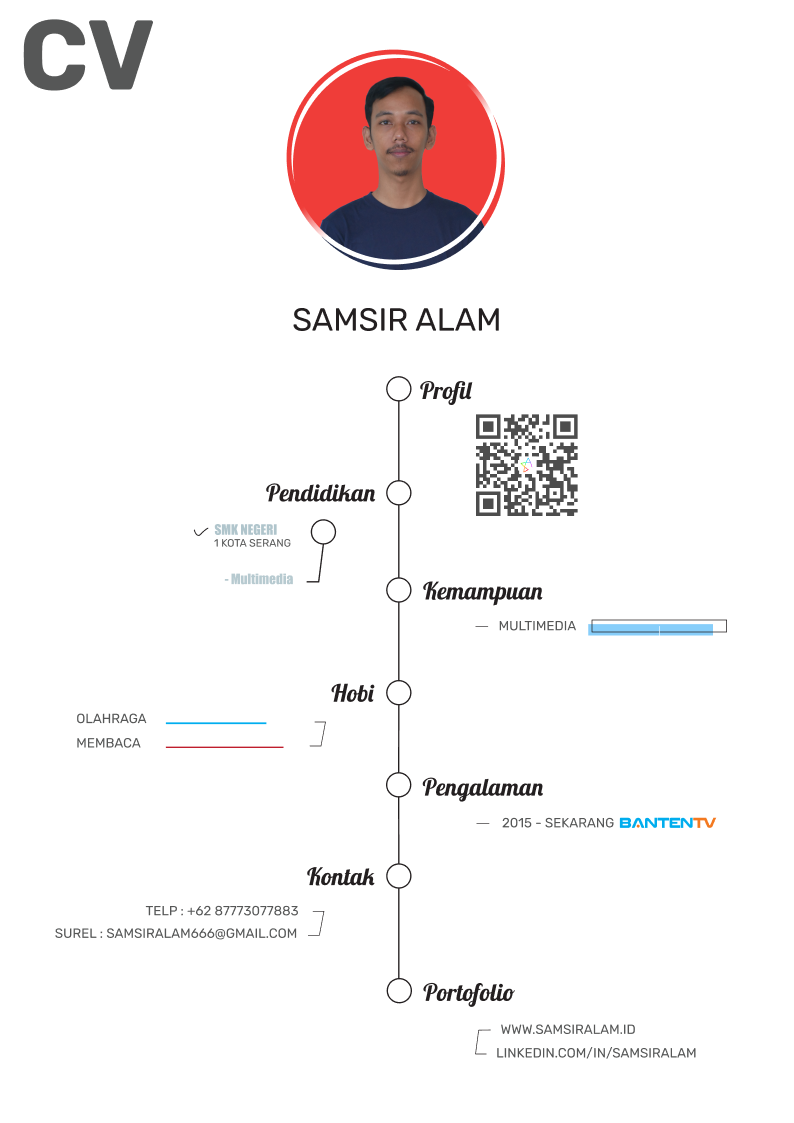 CV
SAMSIR ALAM
Profil
Pendidikan
SMK NEGERI
1 KOTA SERANG
- Multimedia
Kemampuan
MULTIMEDIA
Hobi
OLAHRAGA
MEMBACA
Pengalaman
2015 - SEKARANG BANTENTV
Kontak
TELP : +62 87773077883
SUREL : SAMSIRALAM666@GMAIL.COM
Portofolio
WWW.SAMSIRALAM.ID
LINKEDIN.COM/IN/SAMSIRALAM